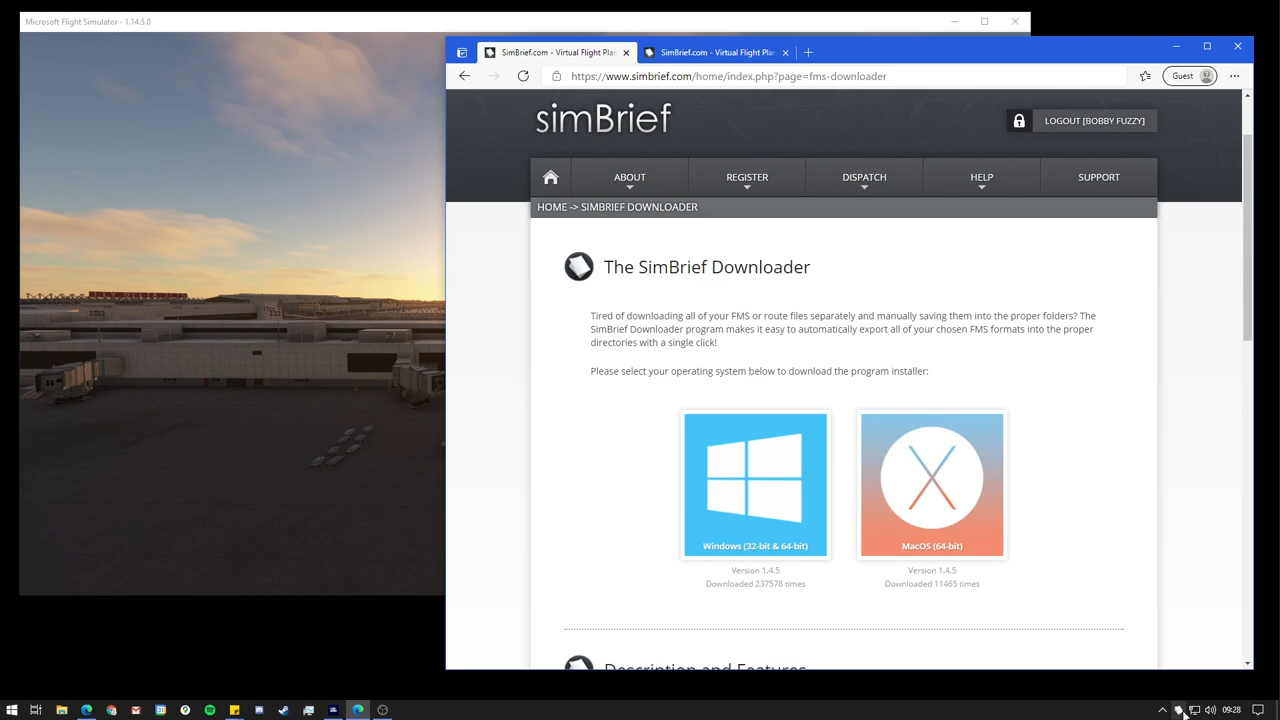 Microsoft Flight Simulator - 1.14.5.0
SimBrief.com - Virtual Flight Plan
SimBrief.com - Virtual Flight Plan
https://www.simbrief.com/home/index.php?page=fms-downloader
Guest
simBrief
LOGOUT [BOBBY FUZZY]
ABOUT
REGISTER
DISPATCH
HELP
SUPPORT
HOME -> SIMBRIEF DOWNLOADER
The SimBrief Downloader
Tired of downloading all of your FMS or route files separately and manually saving them into the proper folders? The
SimBrief Downloader program makes it easy to automatically export all of your chosen FMS formats into the proper
directories with a single click!
Please select your operating system below to download the program installer:
Windows (32-bit & 64-bit)
MacOS (64-bit)
Version 1.4.5
Version 1.4.5
Downloaded 237578 times
Downloaded 11465 times
Description and Features
09:28